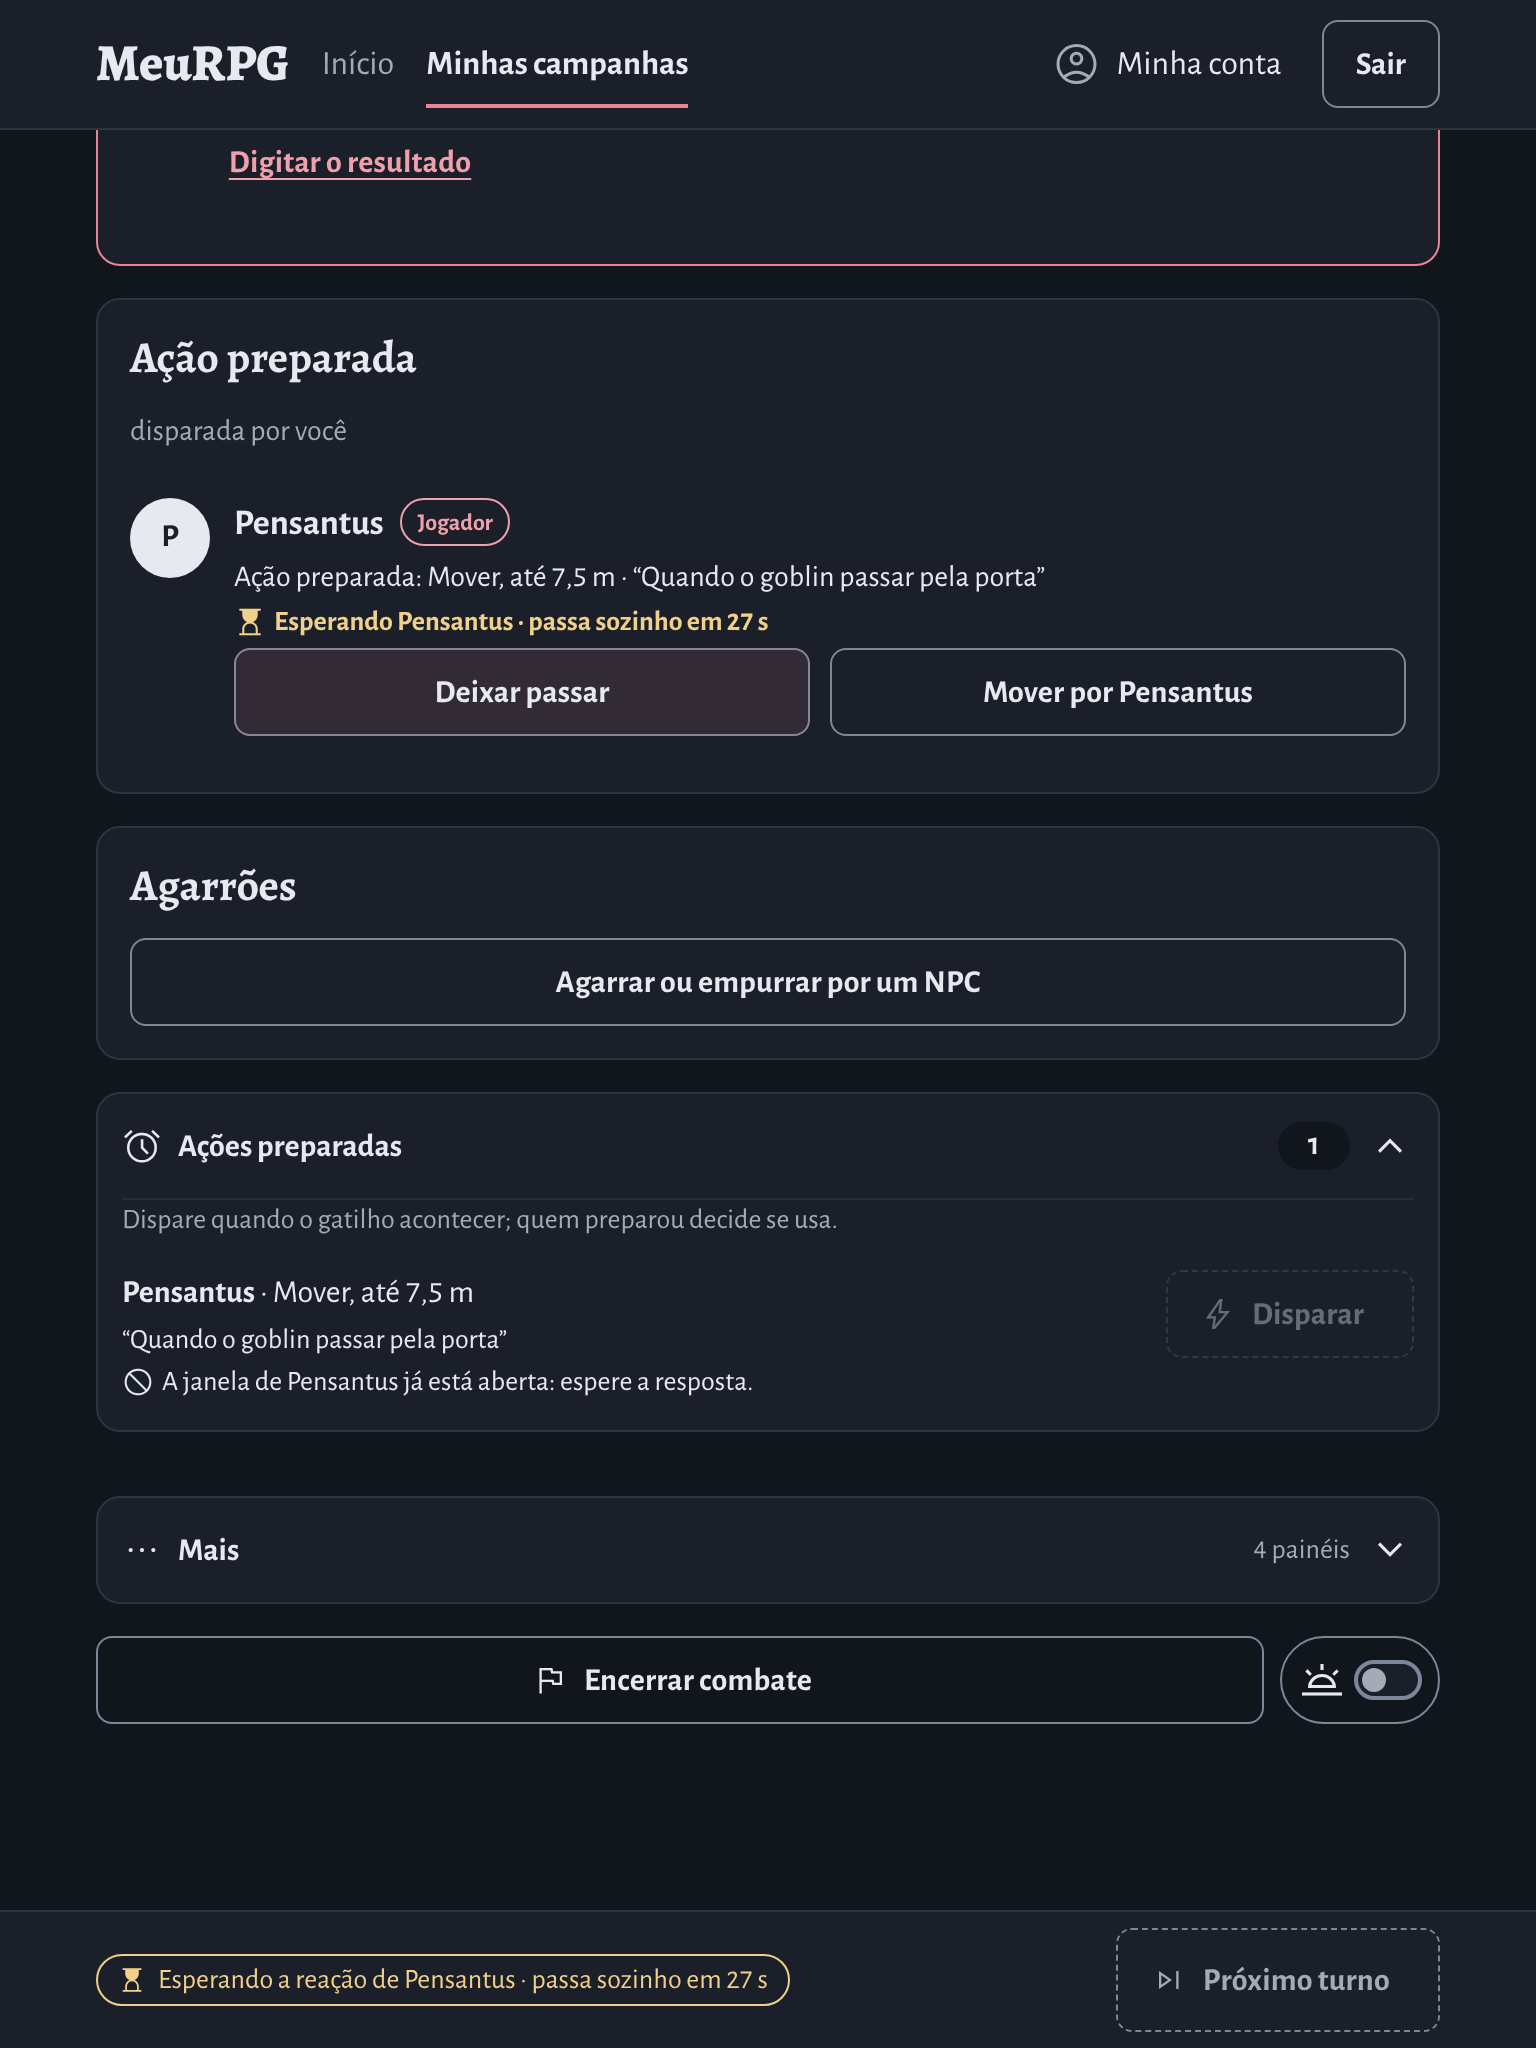 MeuRPG Início Minhas campanhas Minha conta Sair
Digitar o resultado
Ação preparada
disparada por você
P
Pensantus Jogador
Ação preparada: Mover, até 7,5 m · “Quando o goblin passar pela porta”
Esperando Pensantus · passa sozinho em 27 s
Deixar passar Mover por Pensantus
Agarrões
Agarrar ou empurrar por um NPC
Ações preparadas 1
Dispare quando o gatilho acontecer; quem preparou decide se usa.
Pensantus · Mover, até 7,5 m
Disparar
“Quando o goblin passar pela porta”
A janela de Pensantus já está aberta: espere a resposta.
Mais 4 painéis
Encerrar combate
Esperando a reação de Pensantus · passa sozinho em 27 s
Próximo turno